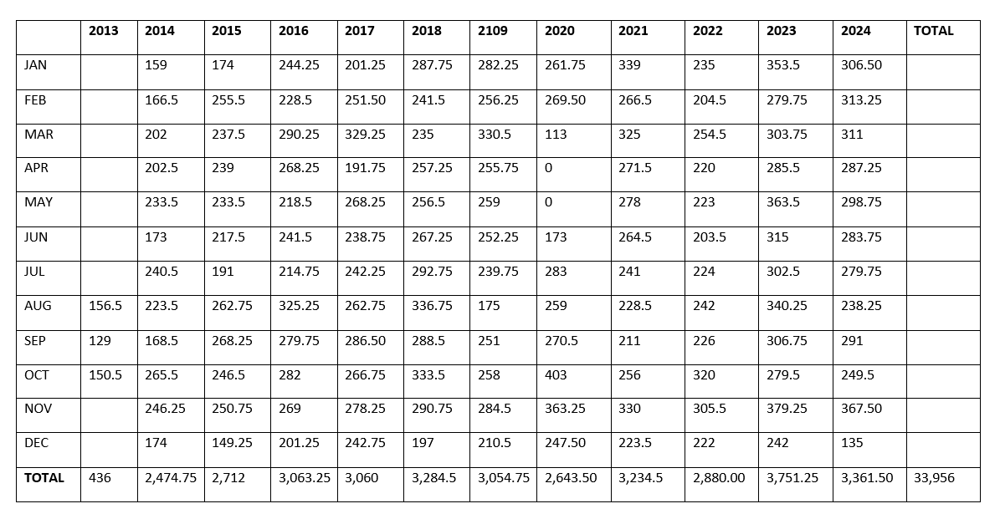 2013 2014 2015 2016 2017 2018 2109 2020 2021 2022 2023 2024 TOTAL
JAN 159 174 244.25 201.25 287.75 282.25 261.75 339 235 353.5 306.50
FEB 166.5 255.5 228.5 251.50 241.5 256.25 269.50 266.5 204.5 279.75 313.25
MAR 202 237.5 290.25 329.25 235 330.5 113 325 254.5 303.75 311
APR 202.5 239 268.25 191.75 257.25 255.75 0 271.5 220 285.5 287.25
MAY 233.5 233.5 218.5 268.25 256.5 259 0 278 223 363.5 298.75
JUN 173 217.5 241.5 238.75 267.25 252.25 173 264.5 203.5 315 283.75
JUL 240.5 191 214.75 242.25 292.75 239.75 283 241 224 302.5 279.75
AUG 156.5 223.5 262.75 325.25 262.75 336.75 175 259 228.5 242 340.25 238.25
SEP 129 168.5 268.25 279.75 286.50 288.5 251 270.5 211 226 306.75 291
OCT 150.5 265.5 246.5 282 266.75 333.5 258 403 256 320 279.5 249.5
NOV 246.25 250.75 269 278.25 290.75 284.5 363.25 330 305.5 379.25 367.50
DEC 174 149.25 201.25 242.75 197 210.5 247.50 223.5 222 242 135
TOTAL 436 2,474.75 2,712 3,063.25 3,060 3,284.5 3,054.75 2,643.50 3,234.5 2,880.00 3,751.25 3,361.50 33,956